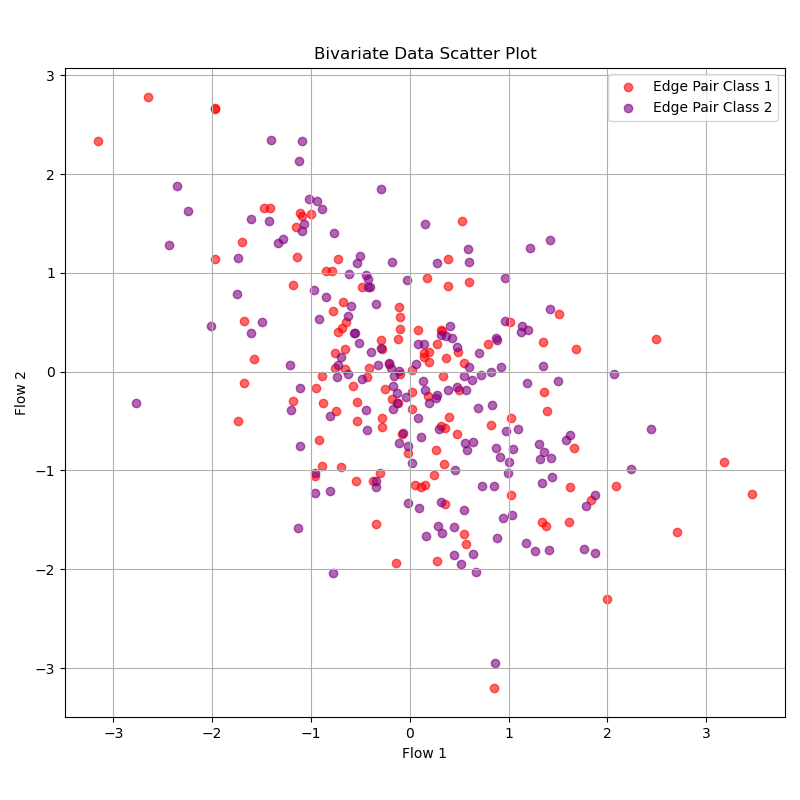 Bivariate Data Scatter Plot
Edge Pair Class 1
Edge Pair Class 2
3
2
1
0
−1
−2
−3
Flow 2
−3 −2 −1 0 1 2 3
Flow 1